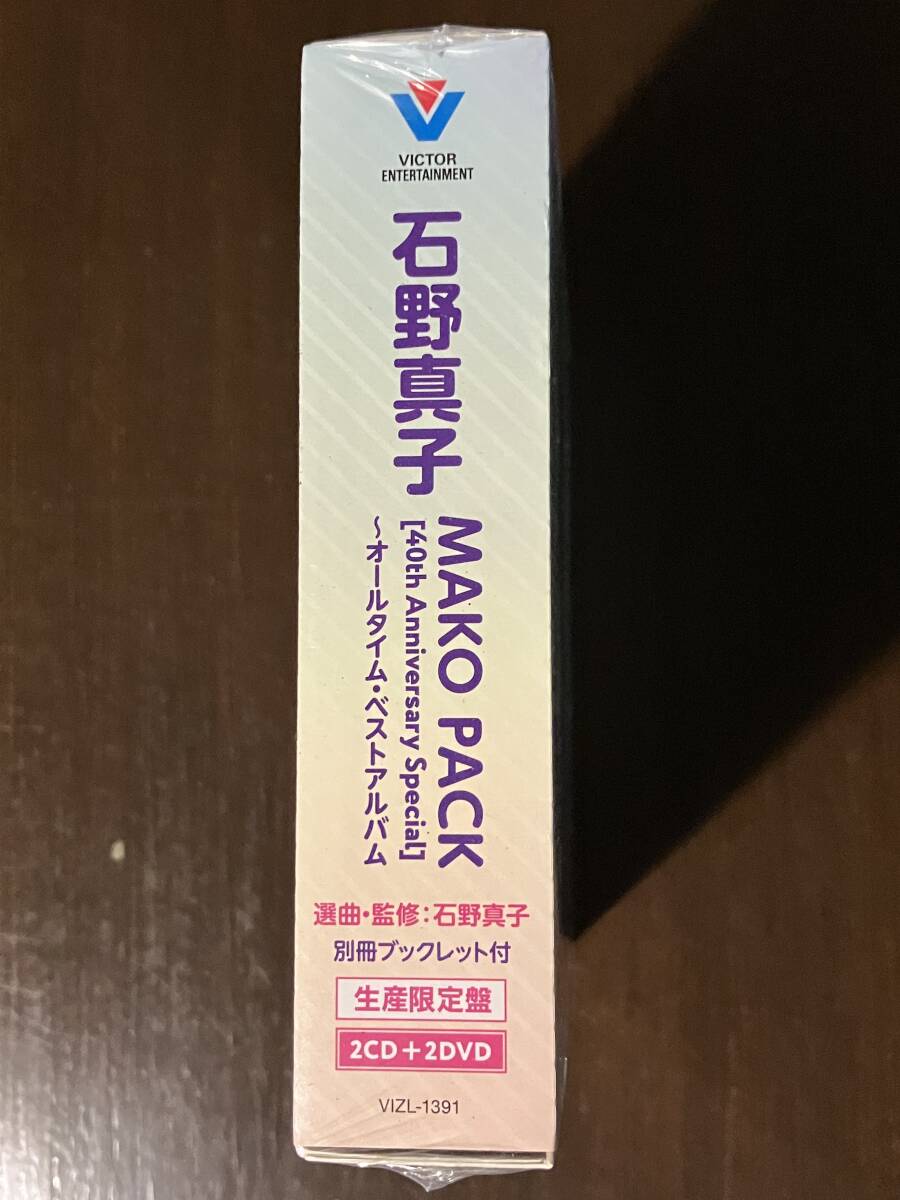 VICTOR
ENTERTAINMENT
石野真子
MAKO PACK
[40th Anniversary Special]
～オールタイム・ベストアルバム
選曲・監修：石野真子
別冊ブックレット付
生産限定盤
2CD＋2DVD
VIZL-1391